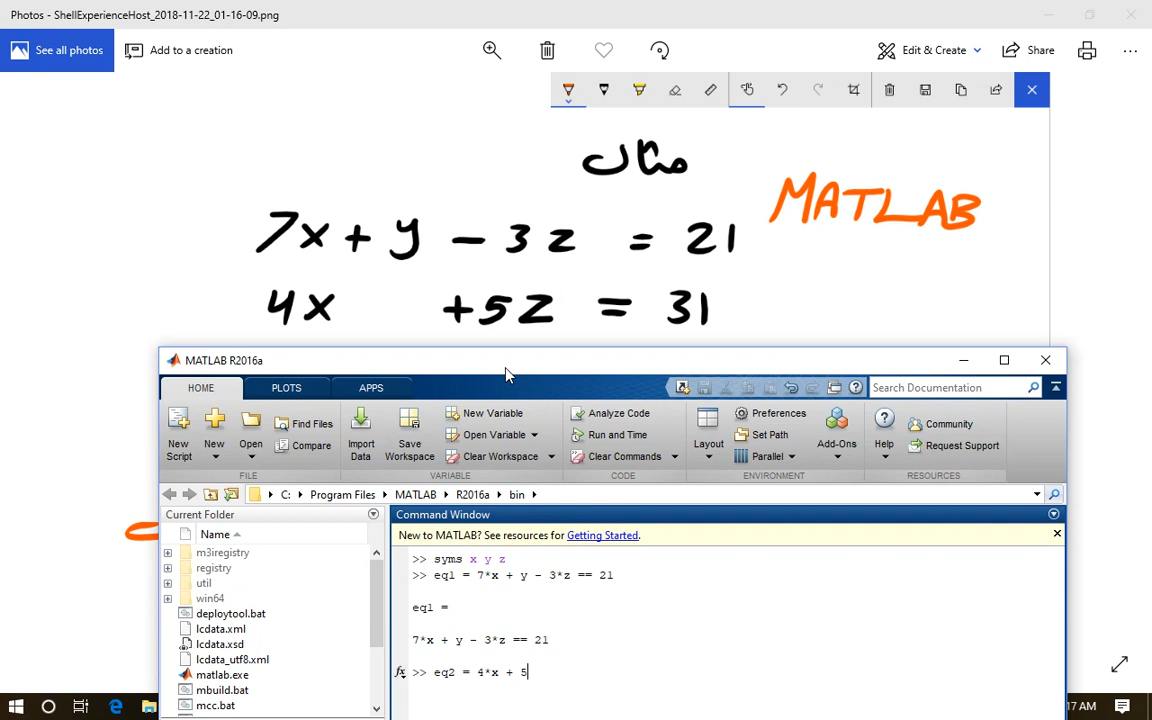 Photos - ShellExperienceHost_2018-11-22_01-16-09.png
See all photos
Add to a creation
Edit & Create
Share
مثال
MATLAB
7x + y - 3z = 21
4x +5z = 31
MATLAB R2016a
HOME
PLOTS
APPS
Search Documentation
New Script
New
Open
Find Files
Compare
Import Data
Save Workspace
New Variable
Open Variable
Clear Workspace
Analyze Code
Run and Time
Clear Commands
Layout
Preferences
Set Path
Parallel
Add-Ons
Help
Community
Request Support
FILE
VARIABLE
CODE
ENVIRONMENT
RESOURCES
C: Program Files MATLAB R2016a bin
Current Folder
Name
m3iregistry
registry
util
win64
deploytool.bat
lcdata.xml
lcdata.xsd
lcdata_utf8.xml
matlab.exe
mbuild.bat
mcc.bat
Command Window
New to MATLAB? See resources for Getting Started.
>> syms x y z
>> eq1 = 7*x + y - 3*z == 21
eq1 =
7*x + y - 3*z == 21
fx >> eq2 = 4*x + 5
17 AM